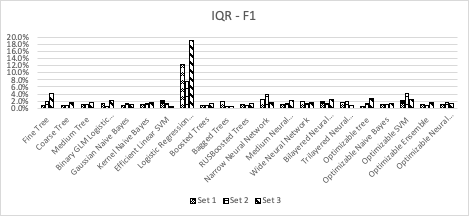 IQR - F1
20.0%
18.0%
16.0%
14.0%
12.0%
10.0%
8.0%
6.0%
4.0%
2.0%
0.0%
Fine Tree
Coarse Tree
Medium Tree
Binary GLM Logistic…
Gaussian Naive Bayes
Kernel Naive Bayes
Efficient Linear SVM
Logistic Regression…
Boosted Trees
Bagged Trees
RUSBoosted Trees
Narrow Neural Network
Medium Neural…
Wide Neural Network
Bilayered Neural…
Trilayered Neural…
Optimizable tree
Optimizable Naive Bayes
Optimizable SVM
Optimizable Ensemble
Optimizable Neural…
Set 1 Set 2 Set 3